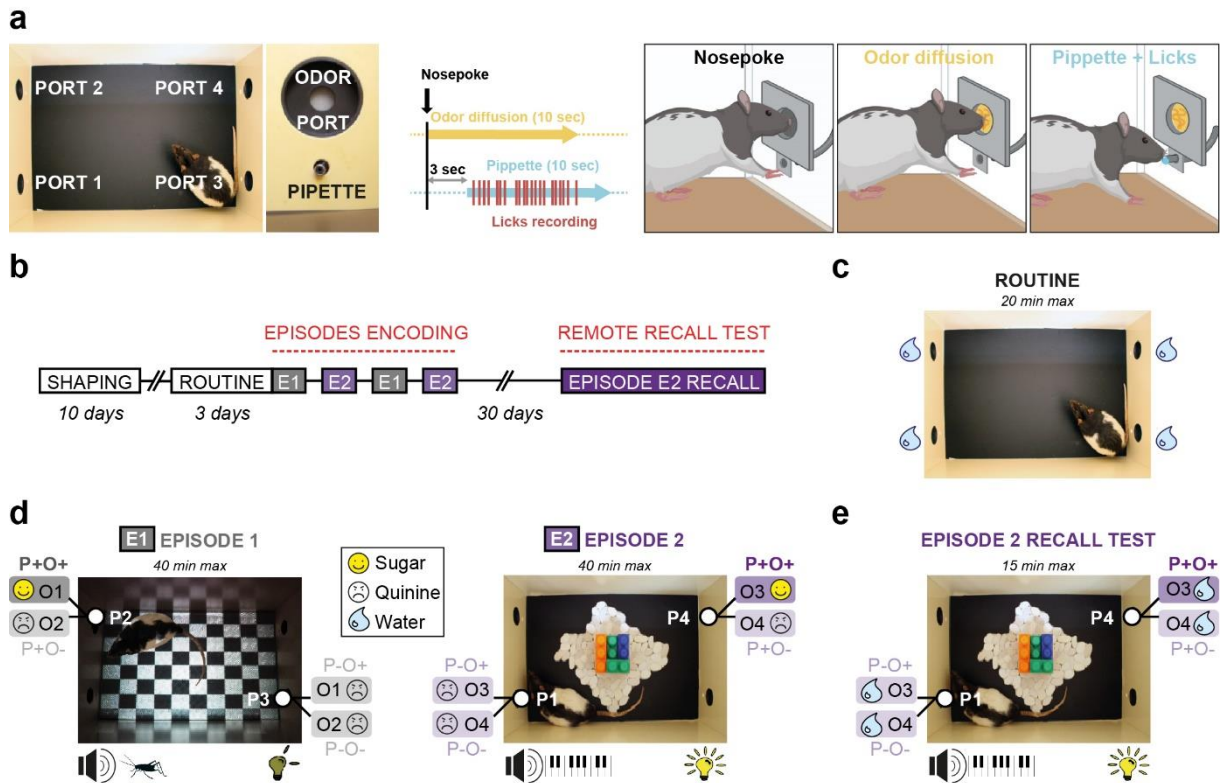 a
PORT 2
PORT 4
PORT 1
PORT 3
ODOR
PORT
PIPETTE
Nosepoke
Odor diffusion (10 sec)
Pippette (10 sec)
3 sec
Licks recording
Nosepoke
Odor diffusion
Pippette + Licks
b
EPISODES ENCODING
REMOTE RECALL TEST
SHAPING
ROUTINE
E1
E2
E1
E2
EPISODE E2 RECALL
10 days
3 days
30 days
c
ROUTINE
20 min max
d
E1 EPISODE 1
40 min max
P+O+
O1
O2
P+O-
P2
P3
P-O+
O1
O2
P-O-
Sugar
Quinine
Water
E2 EPISODE 2
40 min max
P+O+
O3
O4
P+O-
P4
P1
P-O+
O3
O4
P-O-
e
EPISODE 2 RECALL TEST
15 min max
P+O+
O3
O4
P+O-
P4
P1
P-O+
O3
O4
P-O-